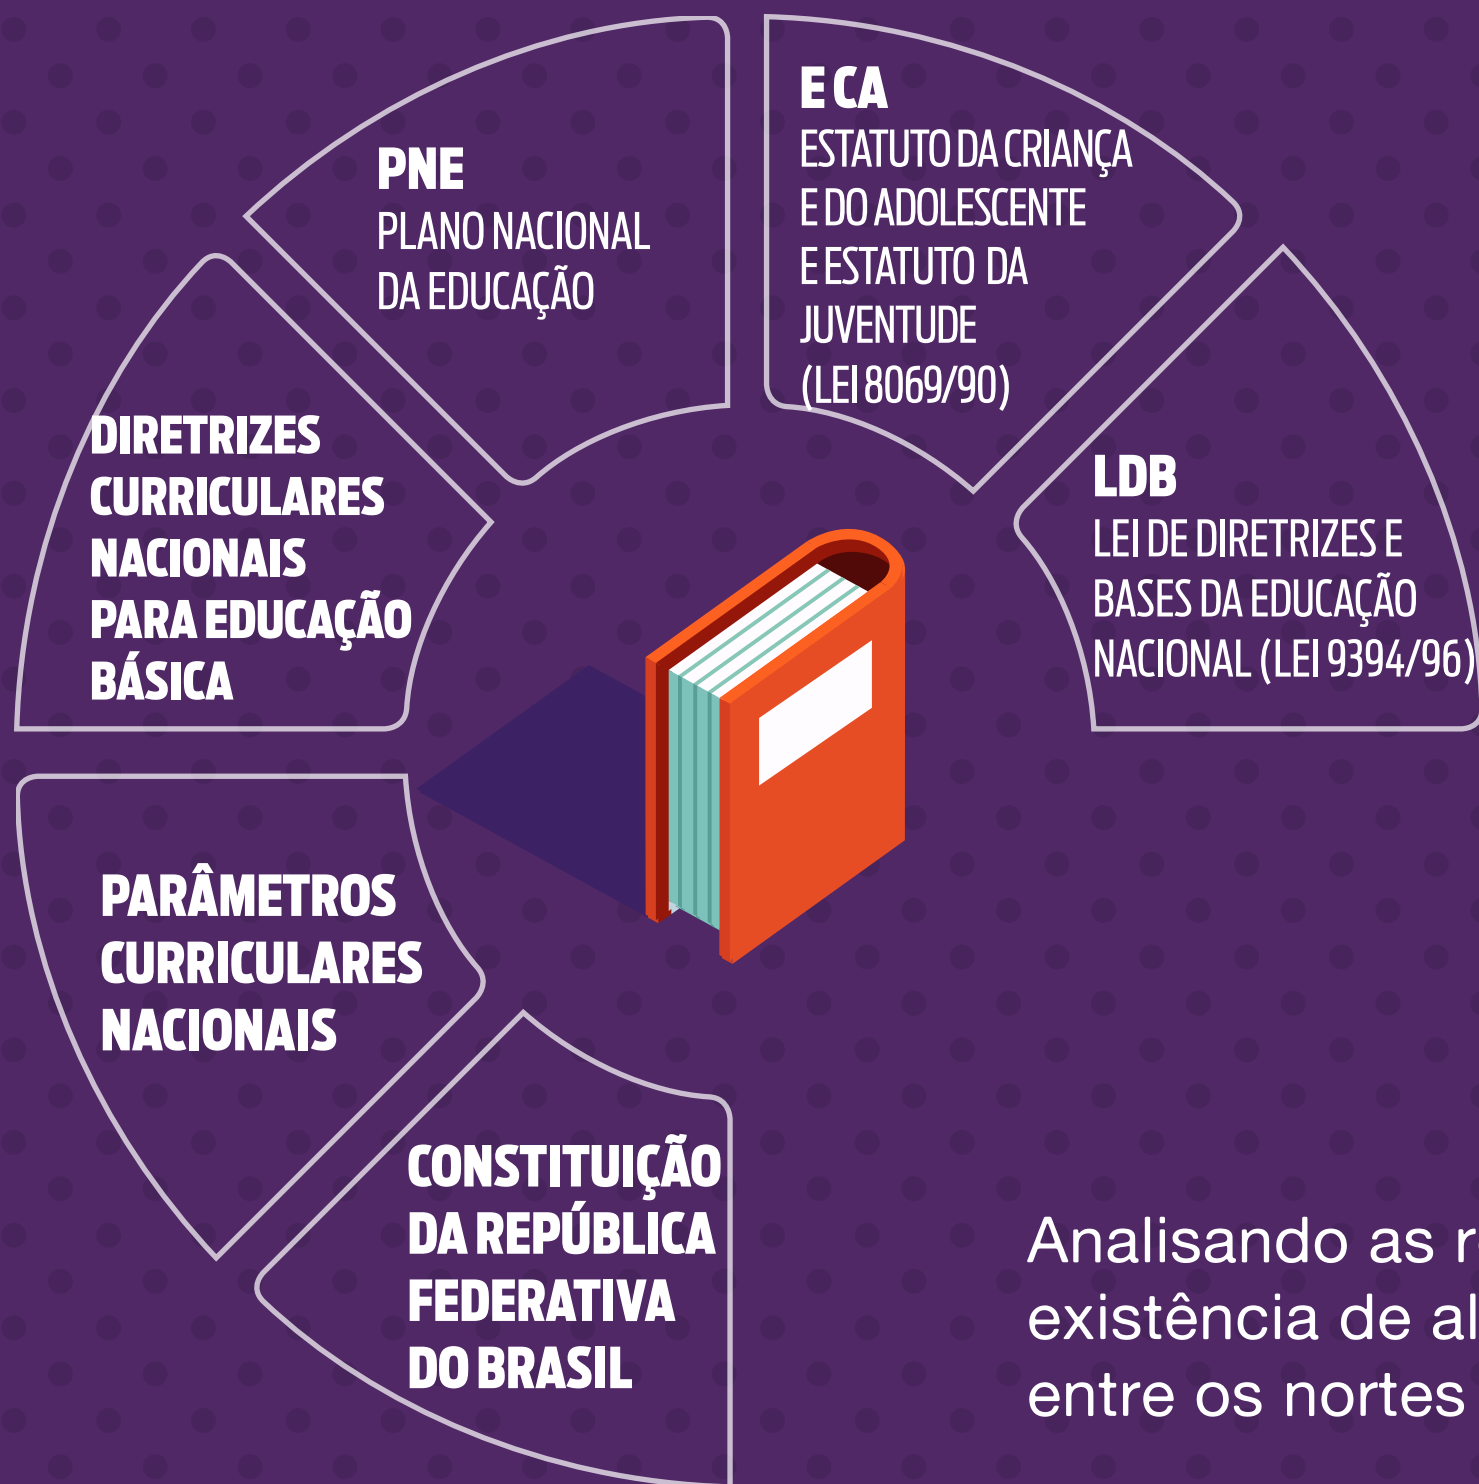 PNE
PLANO NACIONAL
DA EDUCAÇÃO
E CA
ESTATUTO DA CRIANÇA
E DO ADOLESCENTE
E ESTATUTO DA
JUVENTUDE
(LEI 8069/90)
LDB
LEI DE DIRETRIZES E
BASES DA EDUCAÇÃO
NACIONAL (LEI 9394/96)
DIRETRIZES
CURRICULARES
NACIONAIS
PARA EDUCAÇÃO
BÁSICA
PARÂMETROS
CURRICULARES
NACIONAIS
CONSTITUIÇÃO
DA REPÚBLICA
FEDERATIVA
DO BRASIL
Analisando as
existência de
entre os nortes